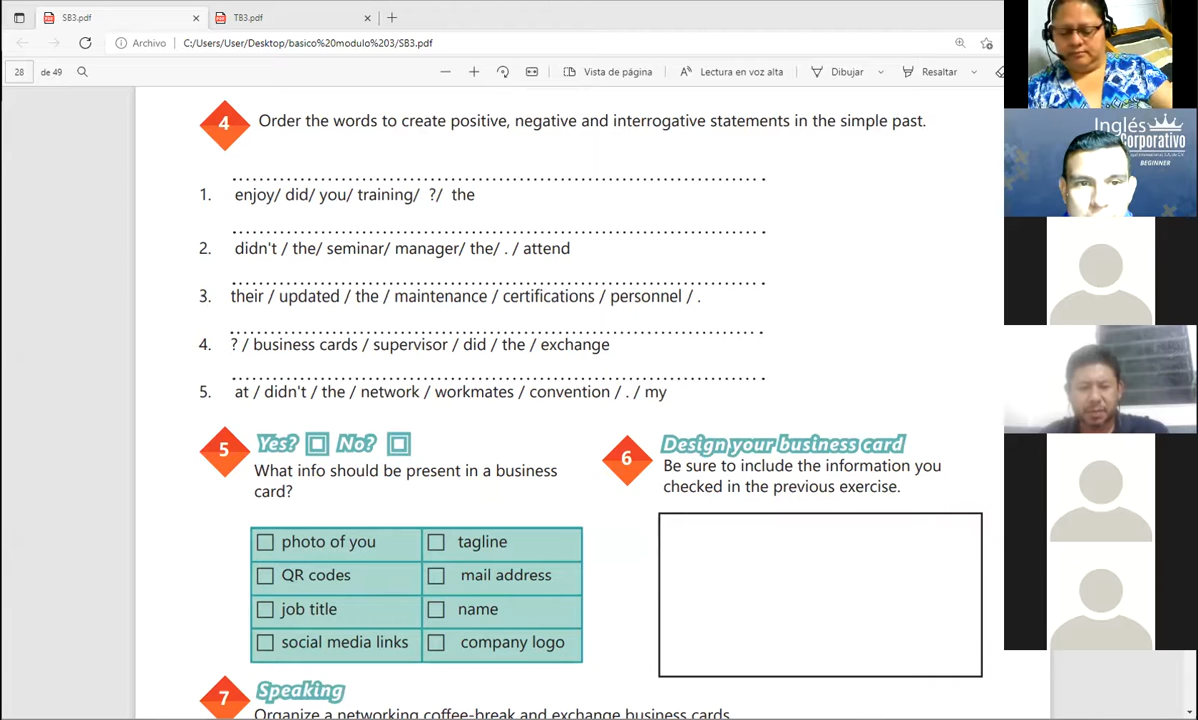 SB3.pdf
TB3.pdf
Archivo
C:/Users/User/Desktop/basico%20modulo%203/SB3.pdf
28
de 49
Vista de página
Lectura en voz alta
Dibujar
Resaltar
4
Order the words to create positive, negative and interrogative statements in the simple past.
1. enjoy/ did/ you/ training/ ?/ the
2. didn't / the/ seminar/ manager/ the/ . / attend
3. their / updated / the / maintenance / certifications / personnel / .
4. ? / business cards / supervisor / did / the / exchange
5. at / didn't / the / network / workmates / convention / . / my
5
Yes? No?
What info should be present in a business
card?
photo of you
tagline
QR codes
mail address
job title
name
social media links
company logo
6
Design your business card
Be sure to include the information you
checked in the previous exercise.
7
Speaking
Organize a networking coffee-break and exchange business cards
Inglés
Corporativo
BEGINNER